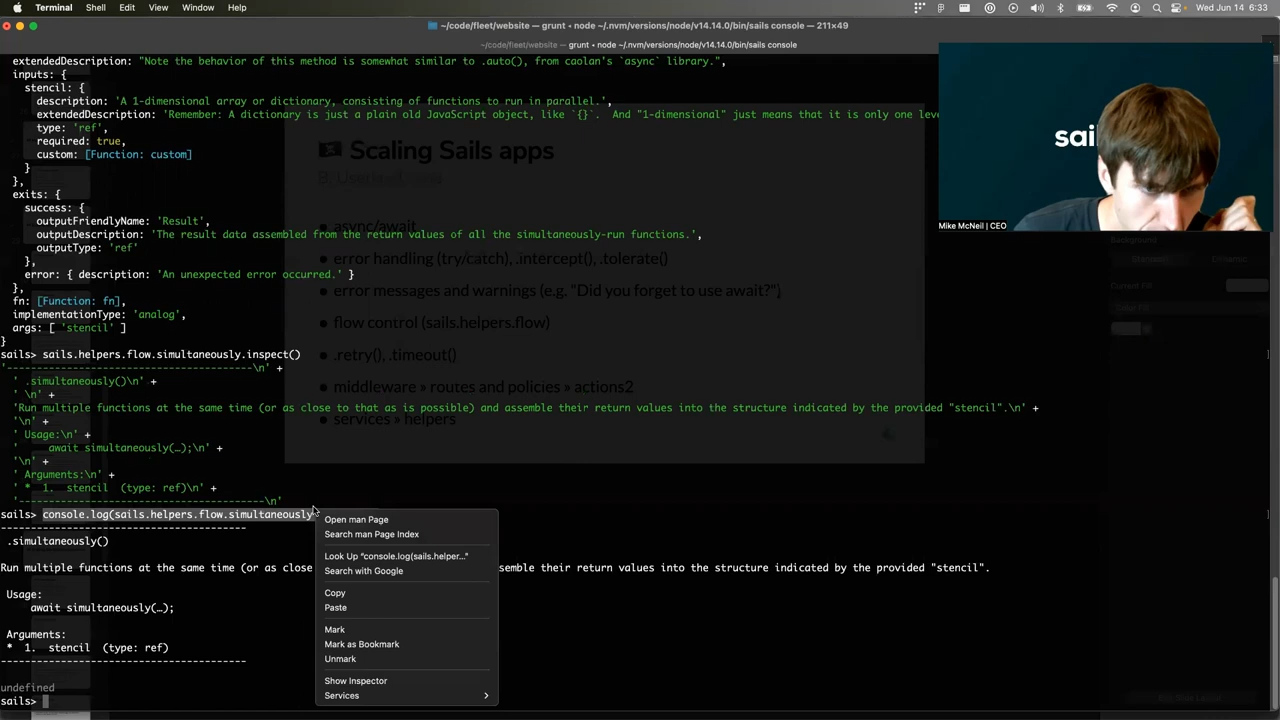 Terminal Shell Edit View Window Help Wed Jun 14 6:33
~/code/fleet/website — grunt • node ~/.nvm/versions/node/v14.14.0/bin/sails console — 211×49
~/code/fleet/website — grunt • node ~/.nvm/versions/node/v14.14.0/bin/sails console
extendedDescription: "Note the behavior of this method is somewhat similar to .auto(), from caolan's `async` library.",
inputs: {
stencil: {
description: 'A 1-dimensional array or dictionary, consisting of functions to run in parallel.',
extendedDescription: 'Remember: A dictionary is just a plain old JavaScript object, like `{}`.  And "1-dimensional" just means that it is only one leve
type: 'ref',
required: true,
custom: [Function: custom]
}
},
exits: {
success: {
outputFriendlyName: 'Result',
outputDescription: 'The result data assembled from the return values of all the simultaneously-run functions.',
outputType: 'ref'
},
error: { description: 'An unexpected error occurred.' }
},
fn: [Function: fn],
implementationType: 'analog',
args: [ 'stencil' ]
}
sails> sails.helpers.flow.simultaneously.inspect()
'-----------------------------------------\n' +
' .simultaneously()\n' +
' \n' +
'Run multiple functions at the same time (or as close to that as is possible) and assemble their return values into the structure indicated by the provided "stencil".\n' +
'\n' +
' Usage:\n' +
'    await simultaneously(…);\n' +
'\n' +
' Arguments:\n' +
' *  1.  stencil  (type: ref)\n' +
'-----------------------------------------\n'
sails> console.log(sails.helpers.flow.simultaneously
-----------------------------------------
.simultaneously()
Run multiple functions at the same time (or as close
semble their return values into the structure indicated by the provided "stencil".
Usage:
await simultaneously(…);
Arguments:
*  1.  stencil  (type: ref)
-----------------------------------------
undefined
sails>
Open man Page
Search man Page Index
Look Up “console.log(sails.helper...”
Search with Google
Copy
Paste
Mark
Mark as Bookmark
Unmark
Show Inspector
Services
Scaling Sails apps
async/await
• error handling (try/catch), .intercept(), .tolerate()
• error messages and warnings (e.g. "Did you forget to use await?")
• flow control (sails.helpers.flow)
• .retry(), .timeout()
• middleware » routes and policies » actions2
• services » helpers
sail
Mike McNeil | CEO
Background
Standard Dynamic
Current Fill